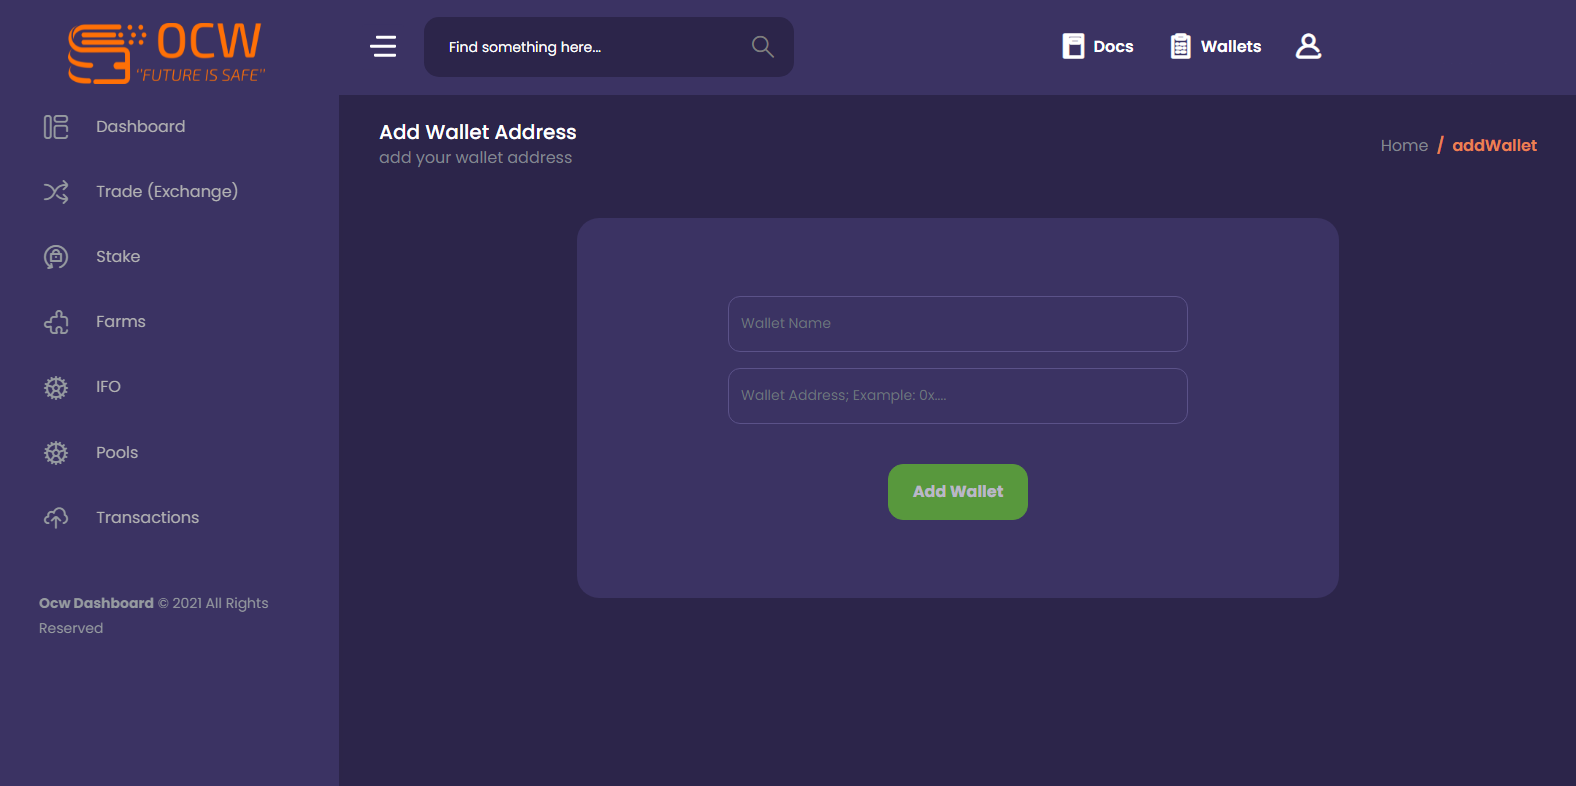 OCW
"FUTURE IS SAFE"
Find something here...
Docs
Wallets
Dashboard
Trade (Exchange)
Stake
Farms
IFO
Pools
Transactions
Ocw Dashboard © 2021 All Rights
Reserved
Add Wallet Address
add your wallet address
Home / addWallet
Wallet Name
Wallet Address; Example: 0x....
Add Wallet